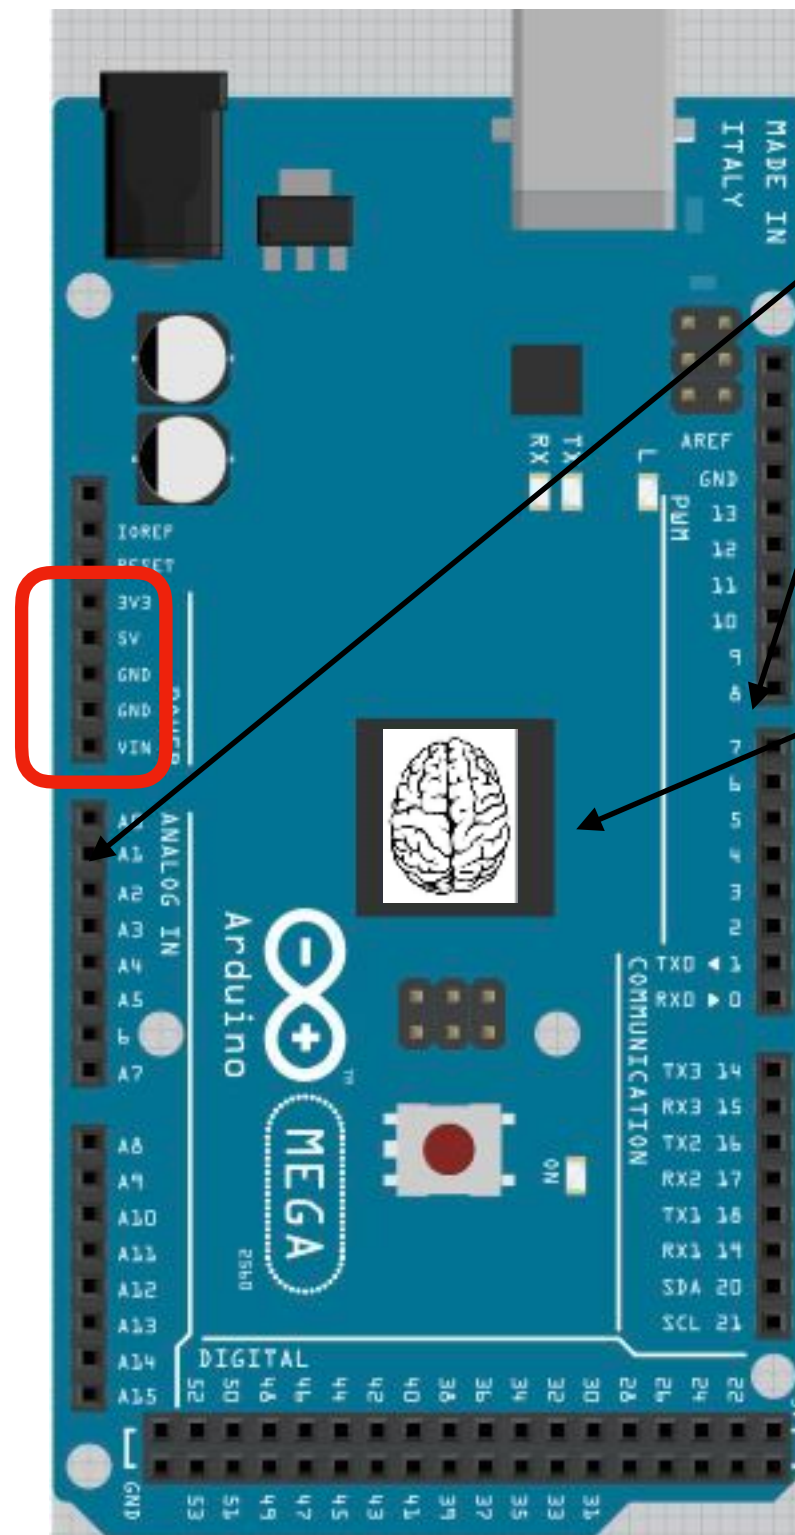 MADE IN
ITALY
RX
TX
L
AREF
GND
13
12
11
10
9
8
PWM
IOREF
RESET
3V3
5V
GND
GND
VIN
POWER
7
6
5
4
3
2
TX0 ◀ 1
RX0 ▶ 0
A0
A1
A2
A3
A4
A5
6
A7
ANALOG IN
Arduino
TM
MEGA
2560
ON
COMMUNICATION
TX3 14
RX3 15
TX2 16
RX2 17
TX1 18
RX1 19
SDA 20
SCL 21
A8
A9
A10
A11
A12
A13
A14
A15
DIGITAL
52 50 48 46 44 42 40 38 36 34 32 30 28 26 24 22
GND
53 51 49 47 45 43 41 39 37 35 33 31